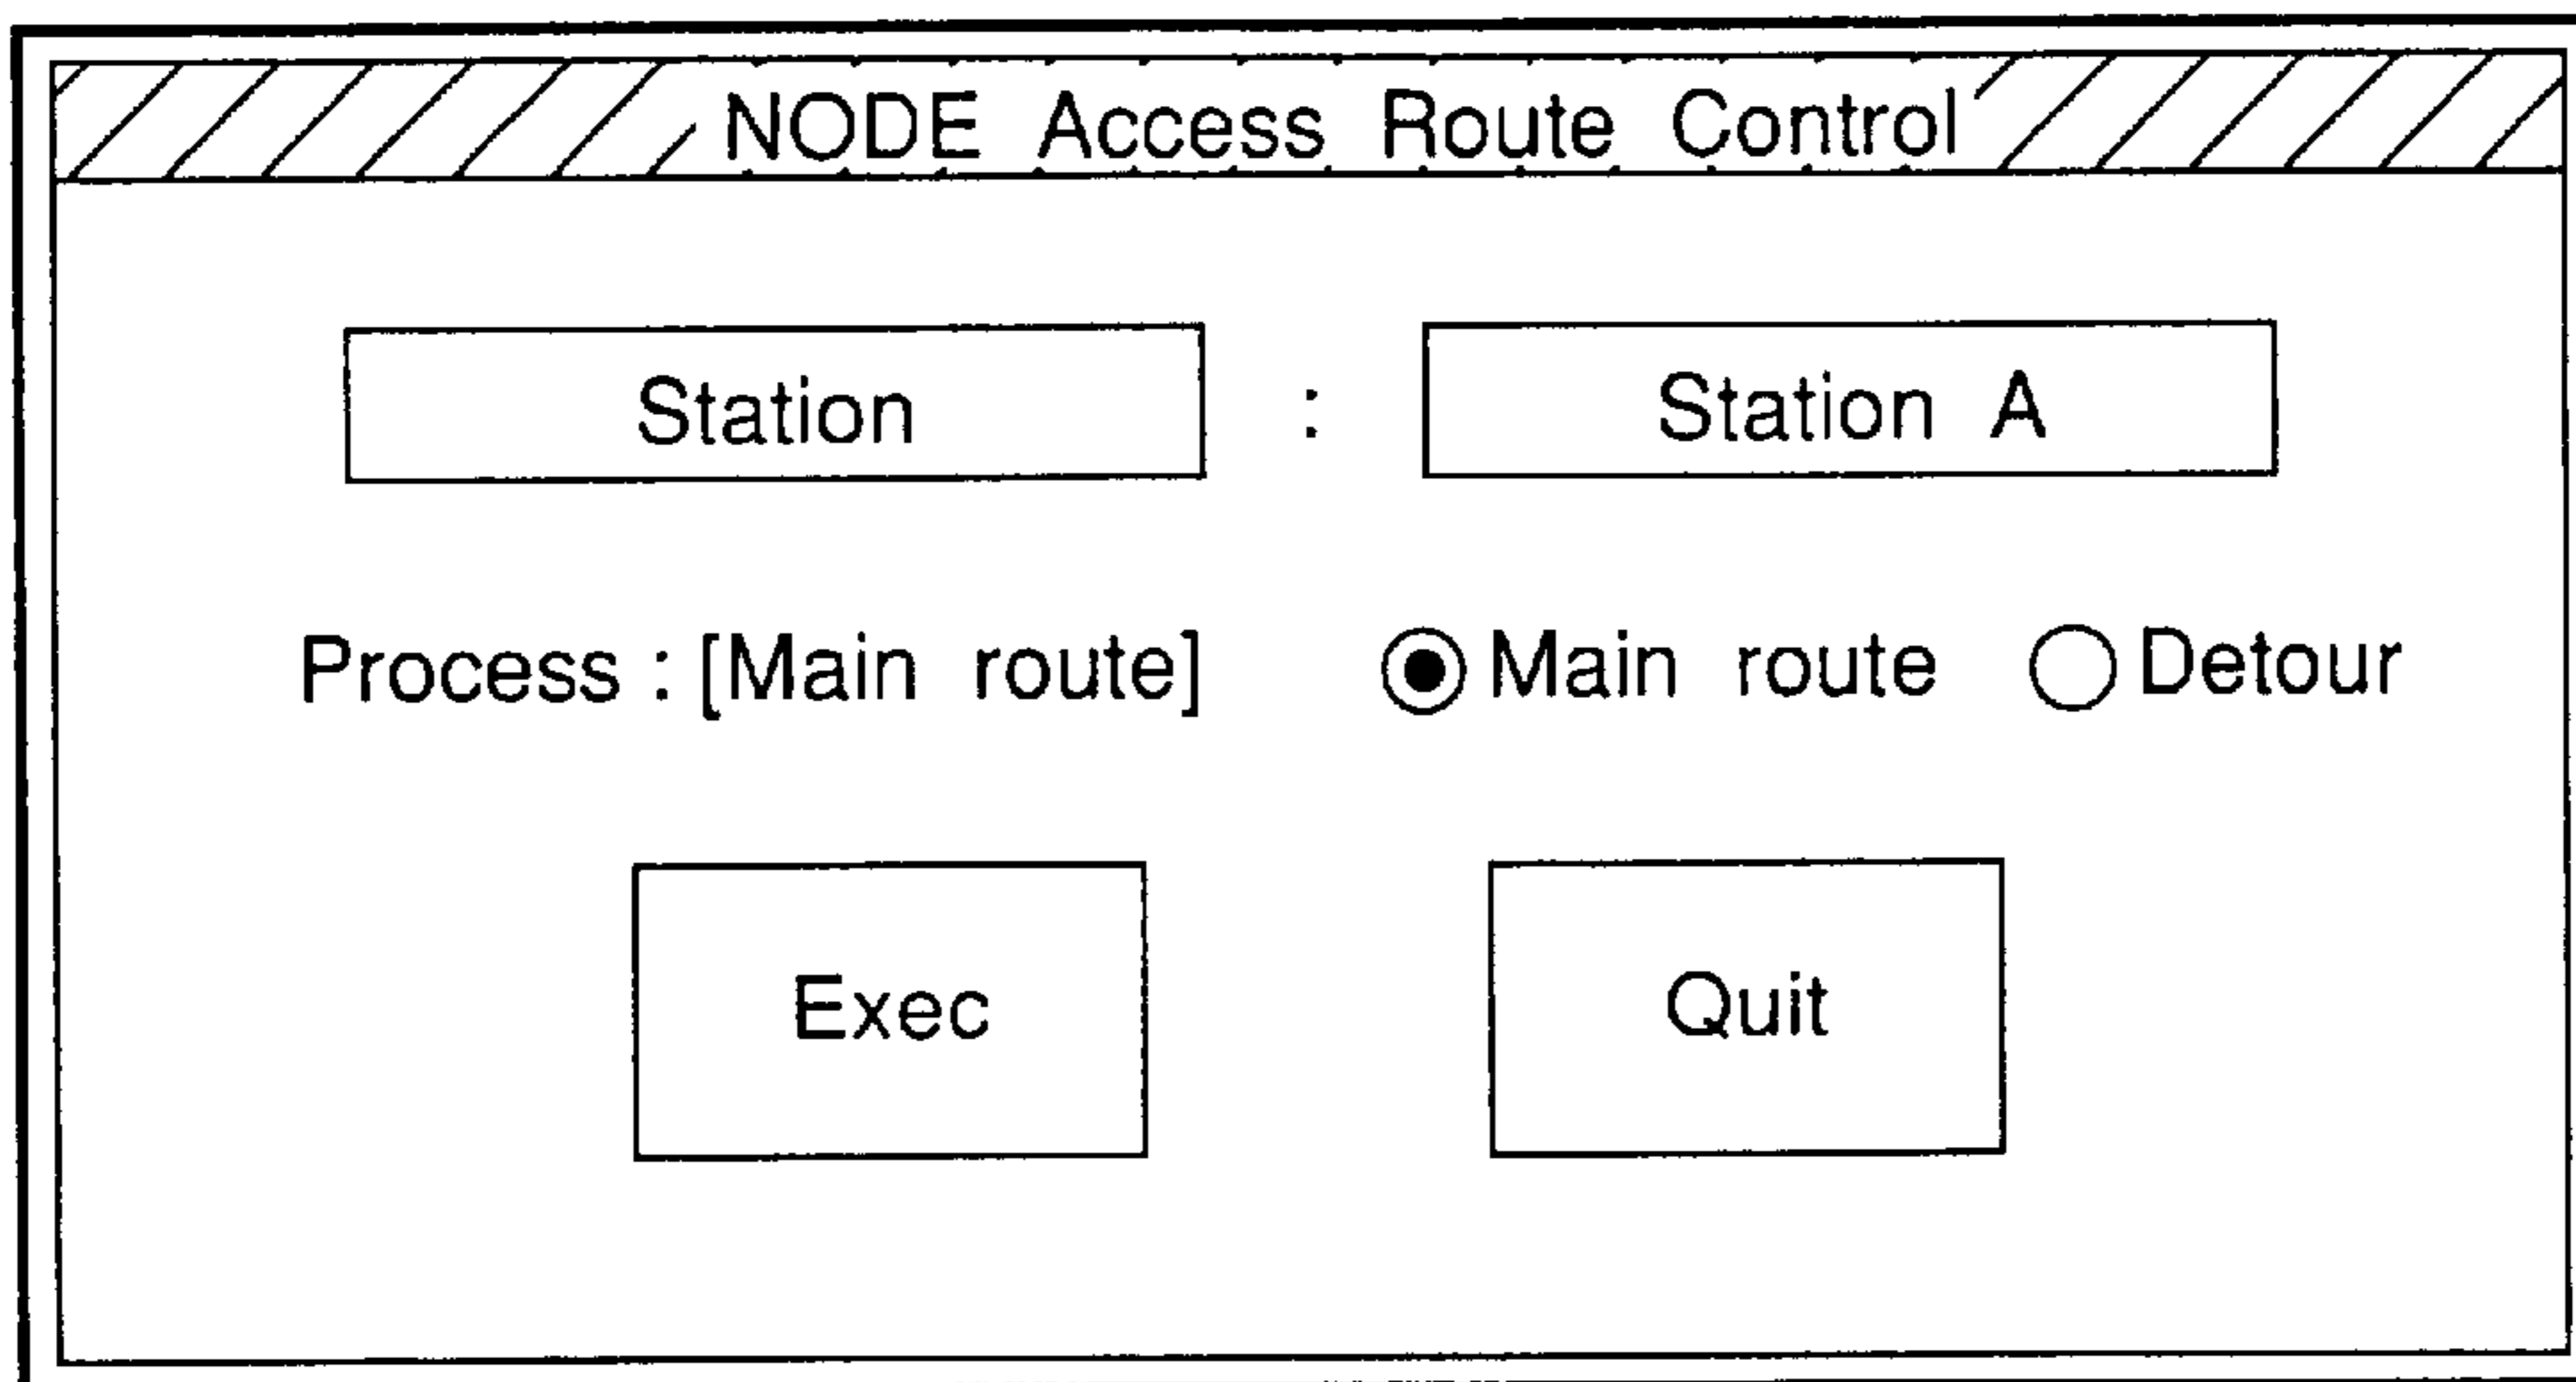 NODE Access Route Control
Station : Station A
Process : [Main route] Main route Detour
Exec Quit